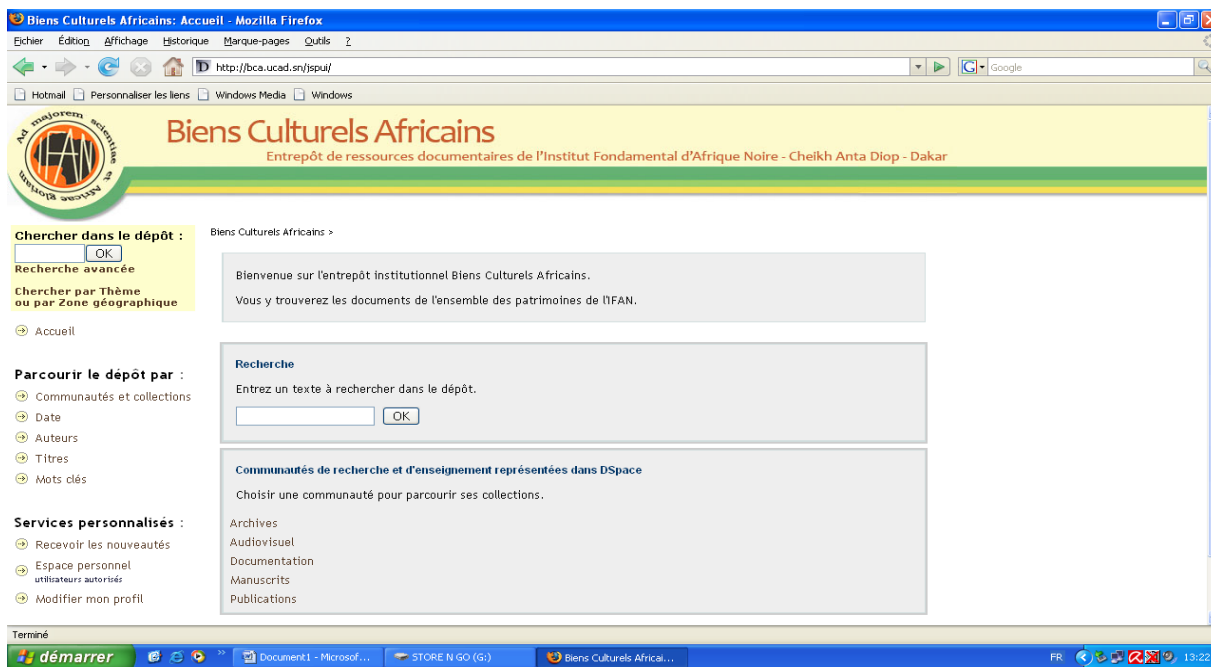 Biens Culturels Africains: Accueil - Mozilla Firefox
Fichier Édition Affichage Historique Marque-pages Outils ?
http://bca.ucad.sn/jspui/
Google
Hotmail Personnaliser les liens Windows Media Windows
Ad majorem scientiae et Africae gloriam
IFAN
Biens Culturels Africains
Entrepôt de ressources documentaires de l'Institut Fondamental d'Afrique Noire - Cheikh Anta Diop - Dakar
Chercher dans le dépôt :
OK
Recherche avancée
Chercher par Thème
ou par Zone géographique
Accueil
Parcourir le dépôt par :
Communautés et collections
Date
Auteurs
Titres
Mots clés
Services personnalisés :
Recevoir les nouveautés
Espace personnel
utilisateurs autorisés
Modifier mon profil
Biens Culturels Africains >
Bienvenue sur l'entrepôt institutionnel Biens Culturels Africains.
Vous y trouverez les documents de l'ensemble des patrimoines de l'IFAN.
Recherche
Entrez un texte à rechercher dans le dépôt.
OK
Communautés de recherche et d'enseignement représentées dans DSpace
Choisir une communauté pour parcourir ses collections.
Archives
Audiovisuel
Documentation
Manuscrits
Publications
Terminé
démarrer
Document1 - Microsof...
STORE N GO (G:)
Biens Culturels Africai...
FR
13:22